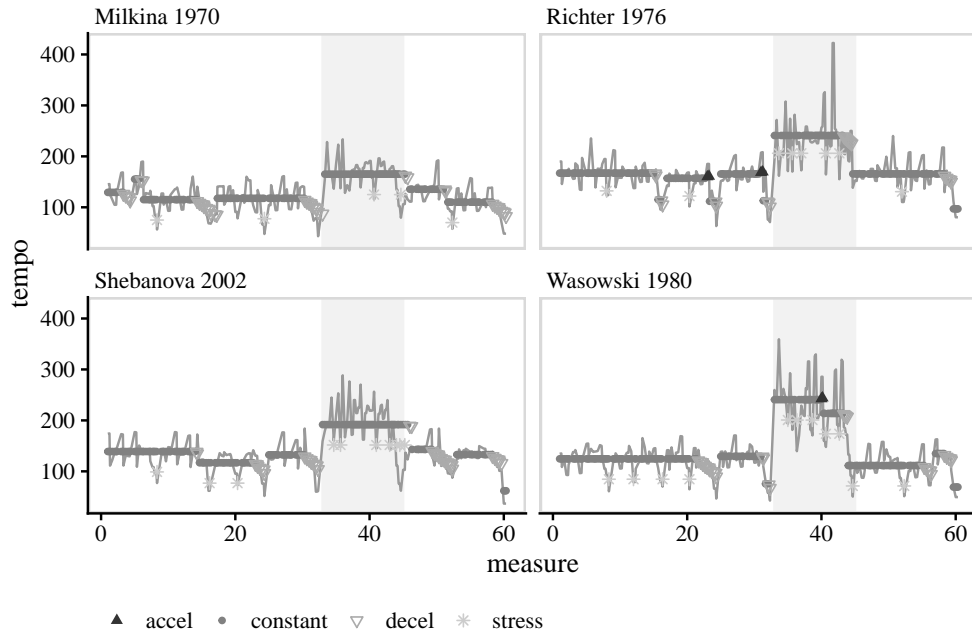 Milkina 1970
Richter 1976
400
300
200
100
Shebanova 2002
Wasowski 1980
400
300
200
100
0
20
40
60
0
20
40
60
tempo
measure
accel
constant
decel
stress